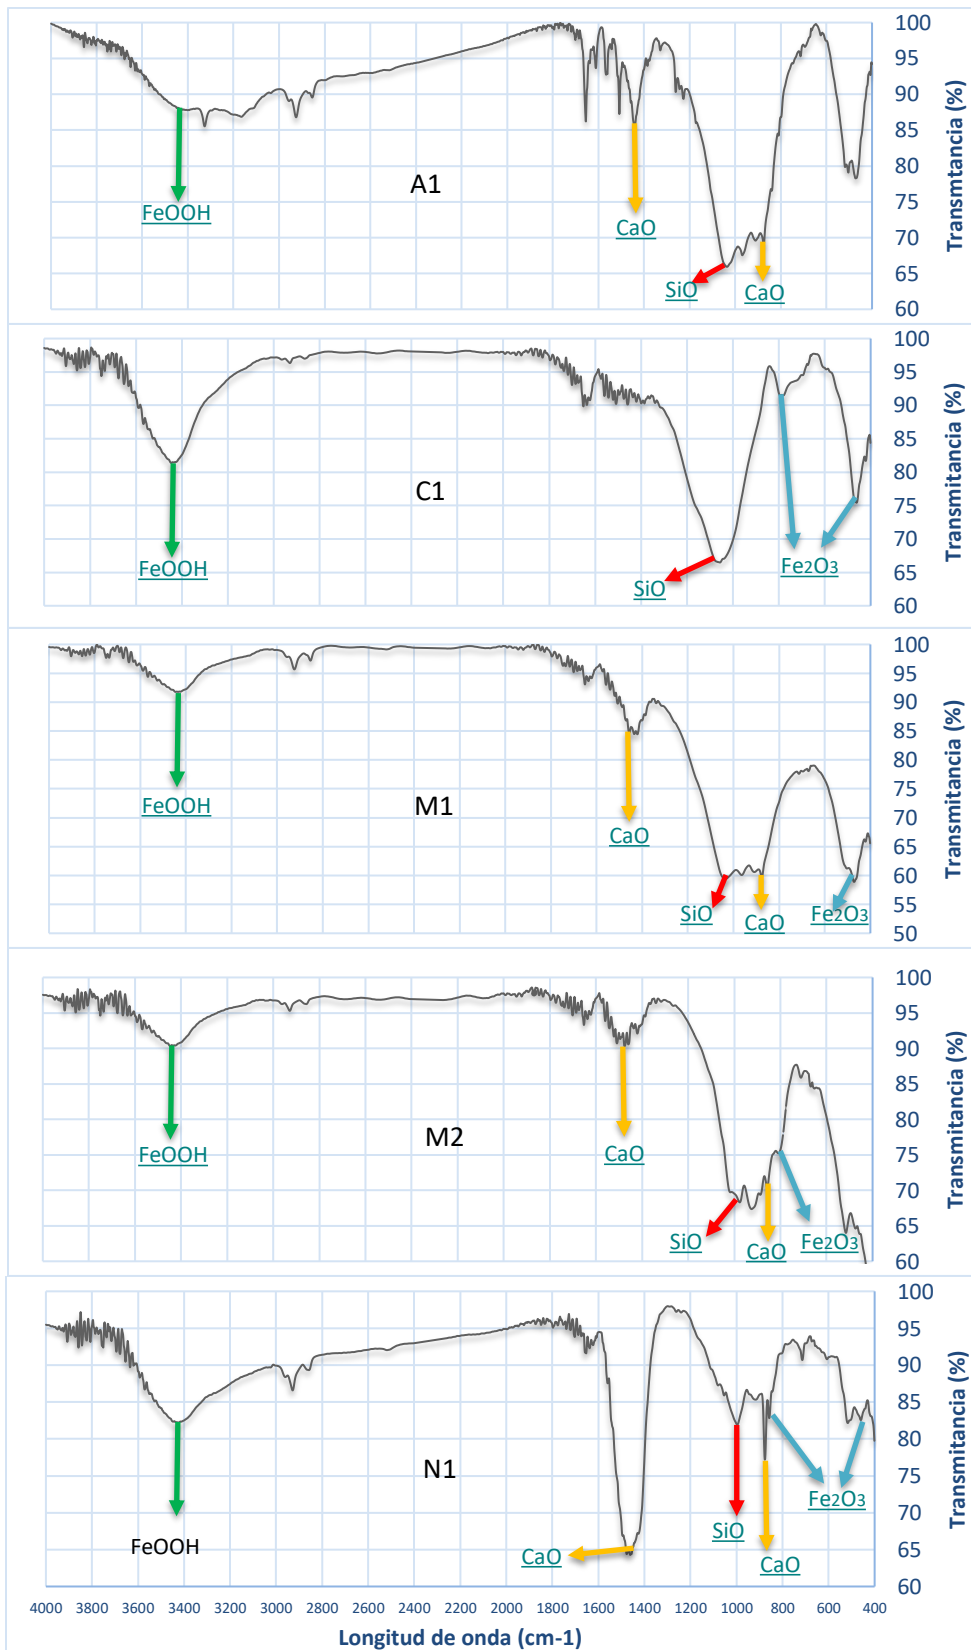 100
95
90
85
80
75
70
65
60
Transmtancia (%)
A1
FeOOH
CaO
SiO
CaO
100
95
90
85
80
75
70
65
60
Transmitancia (%)
C1
FeOOH
SiO
Fe2O3
100
95
90
85
80
75
70
65
60
55
50
Transmitancia (%)
M1
FeOOH
CaO
SiO
CaO
Fe2O3
100
95
90
85
80
75
70
65
60
Transmitancia (%)
M2
FeOOH
CaO
SiO
CaO
Fe2O3
100
95
90
85
80
75
70
65
60
Transmitancia (%)
N1
FeOOH
CaO
SiO
CaO
Fe2O3
4000 3800 3600 3400 3200 3000 2800 2600 2400 2200 2000 1800 1600 1400 1200 1000 800 600 400
Longitud de onda (cm-1)